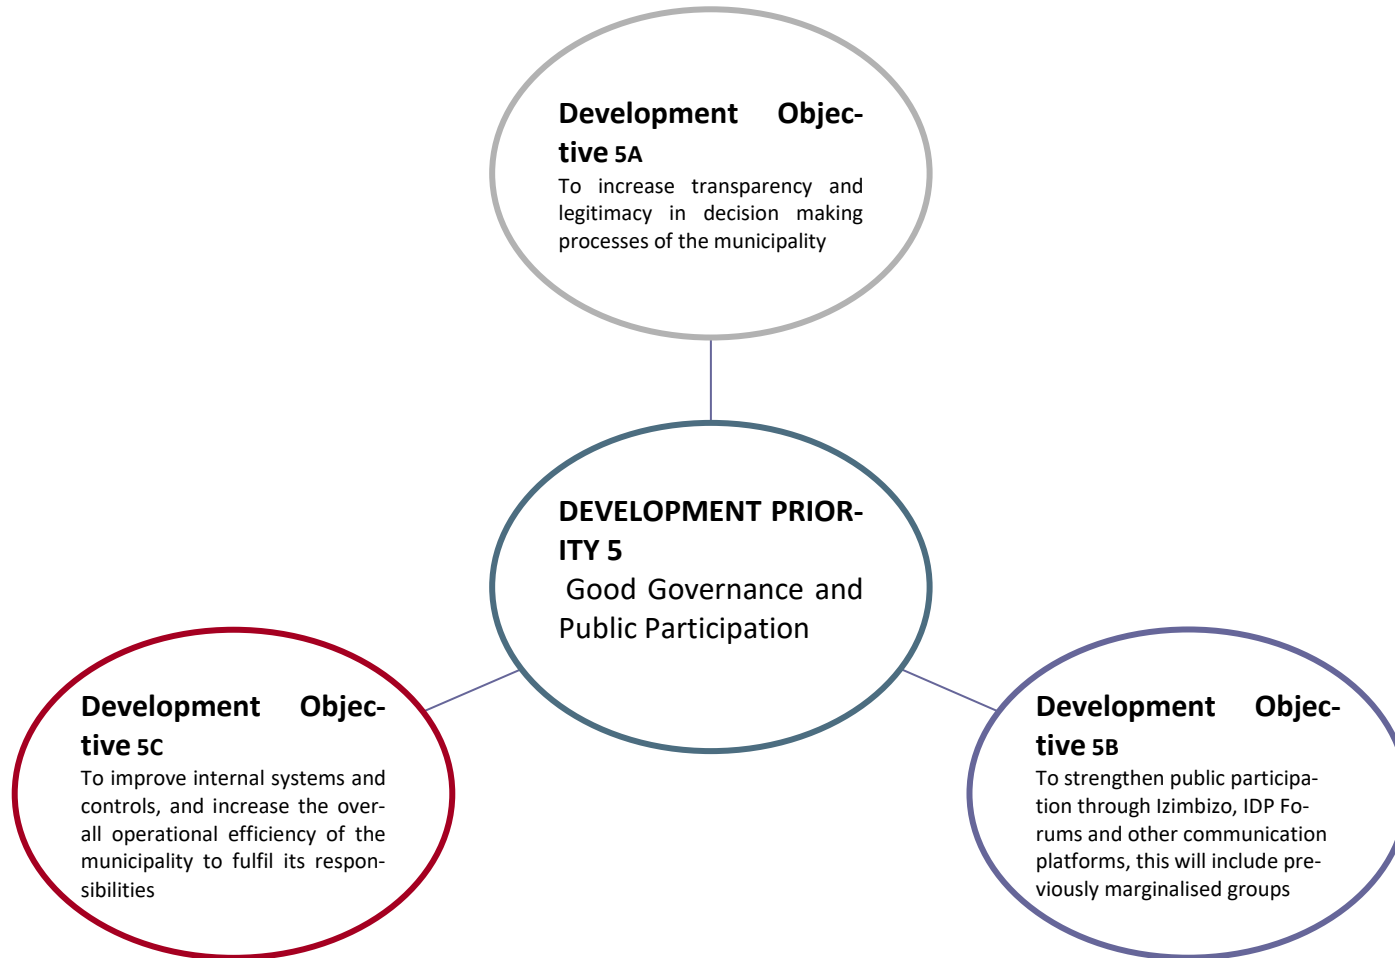 Development Objec-
tive 5A
To increase transparency and
legitimacy in decision making
processes of the municipality
DEVELOPMENT PRIOR-
ITY 5
Good Governance and
Public Participation
Development Objec-
tive 5C
To improve internal systems and
controls, and increase the over-
all operational efficiency of the
municipality to fulfil its respon-
sibilities
Development Objec-
tive 5B
To strengthen public participa-
tion through Izimbizo, IDP Fo-
rums and other communication
platforms, this will include pre-
viously marginalised groups